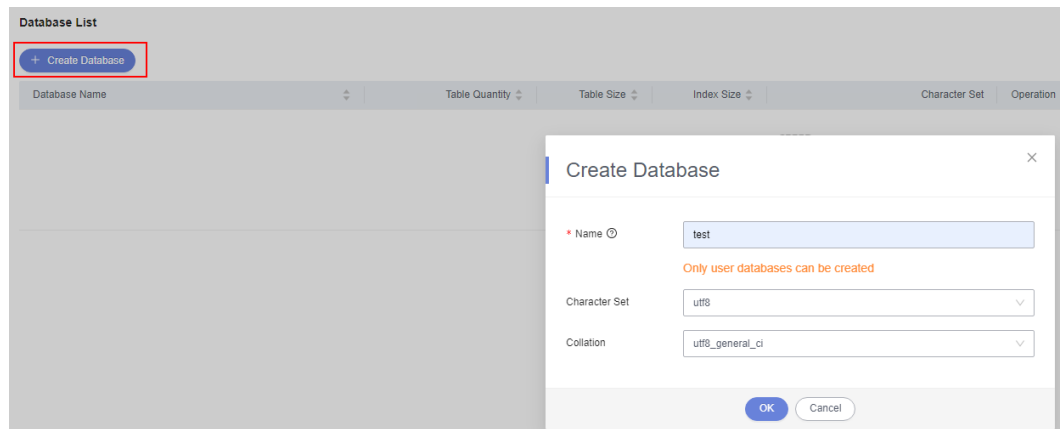 Database List
+ Create Database
Database Name Table Quantity Table Size Index Size Character Set Operation
Create Database
* Name
test
Only user databases can be created
Character Set utf8
Collation utf8_general_ci
OK Cancel